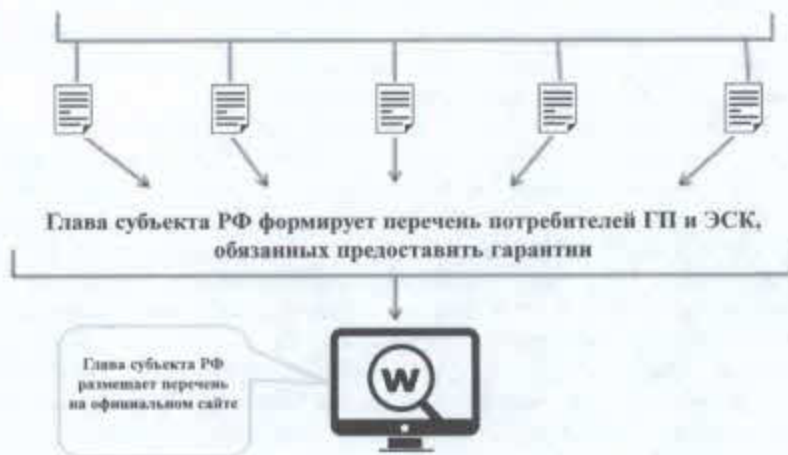 Глава субъекта РФ формирует перечень потребителей ГП и ЭСК,
обязанных предоставить гарантии
Глава субъекта РФ
размещает перечень
на официальном сайте
W